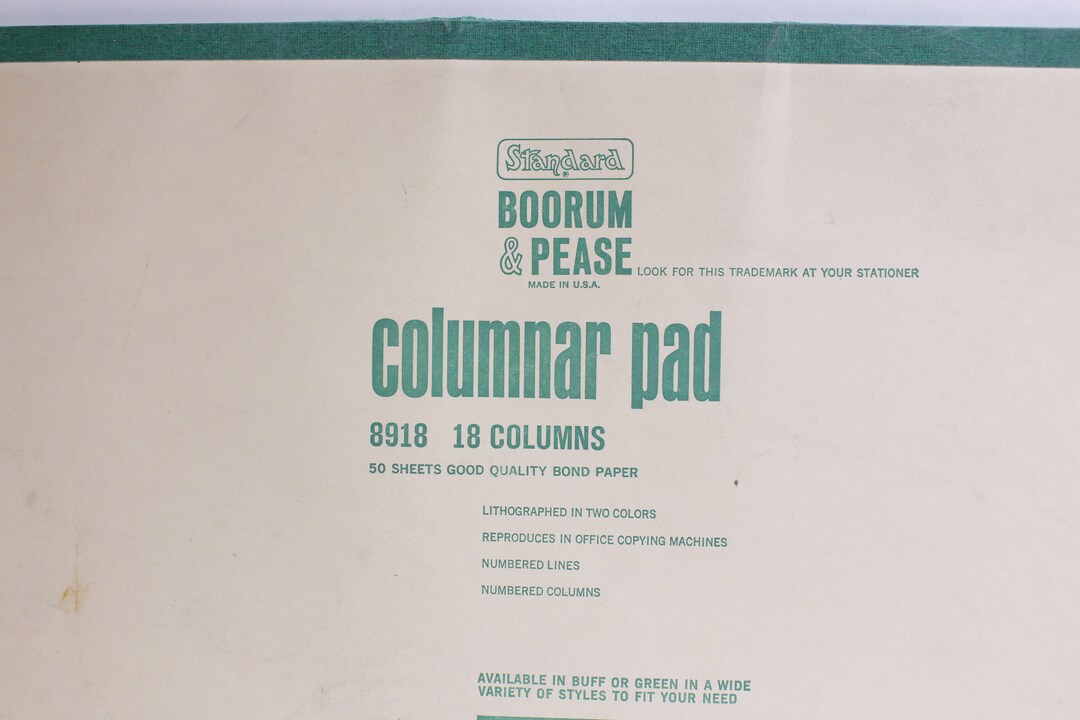 Standard ®
BOORUM
& PEASE
LOOK FOR THIS TRADEMARK AT YOUR STATIONER
MADE IN U.S.A.
columnar pad
8918 18 COLUMNS
50 SHEETS GOOD QUALITY BOND PAPER
LITHOGRAPHED IN TWO COLORS
REPRODUCES IN OFFICE COPYING MACHINES
NUMBERED LINES
NUMBERED COLUMNS
AVAILABLE IN BUFF OR GREEN IN A WIDE
VARIETY OF STYLES TO FIT YOUR NEED